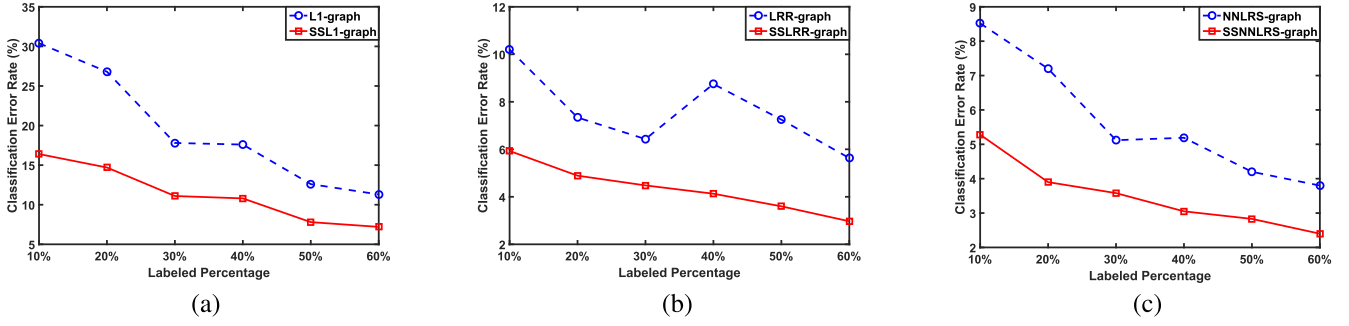 35
30
25
20
15
10
5
Classification Error Rate (%)
L1-graph
SSL1-graph
10% 20% 30% 40% 50% 60%
Labeled Percentage
(a)
12
10
8
6
4
2
Classification Error Rate (%)
LRR-graph
SSLRR-graph
10% 20% 30% 40% 50% 60%
Labeled Percentage
(b)
9
8
7
6
5
4
3
2
Classification Error Rate (%)
NNLRS-graph
SSNNLRS-graph
10% 20% 30% 40% 50% 60%
Labeled Percentage
(c)